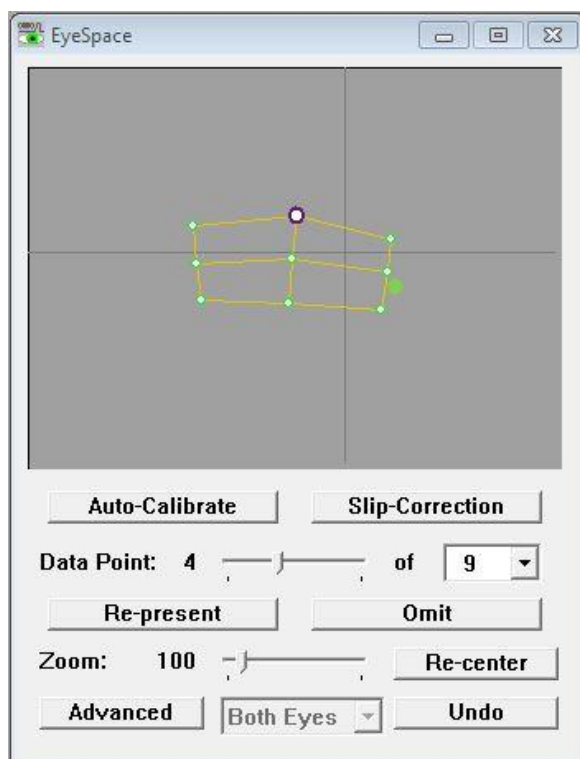 EyeSpace
Auto-Calibrate Slip-Correction
Data Point: 4 of 9
Re-present Omit
Zoom: 100 Re-center
Advanced Both Eyes Undo